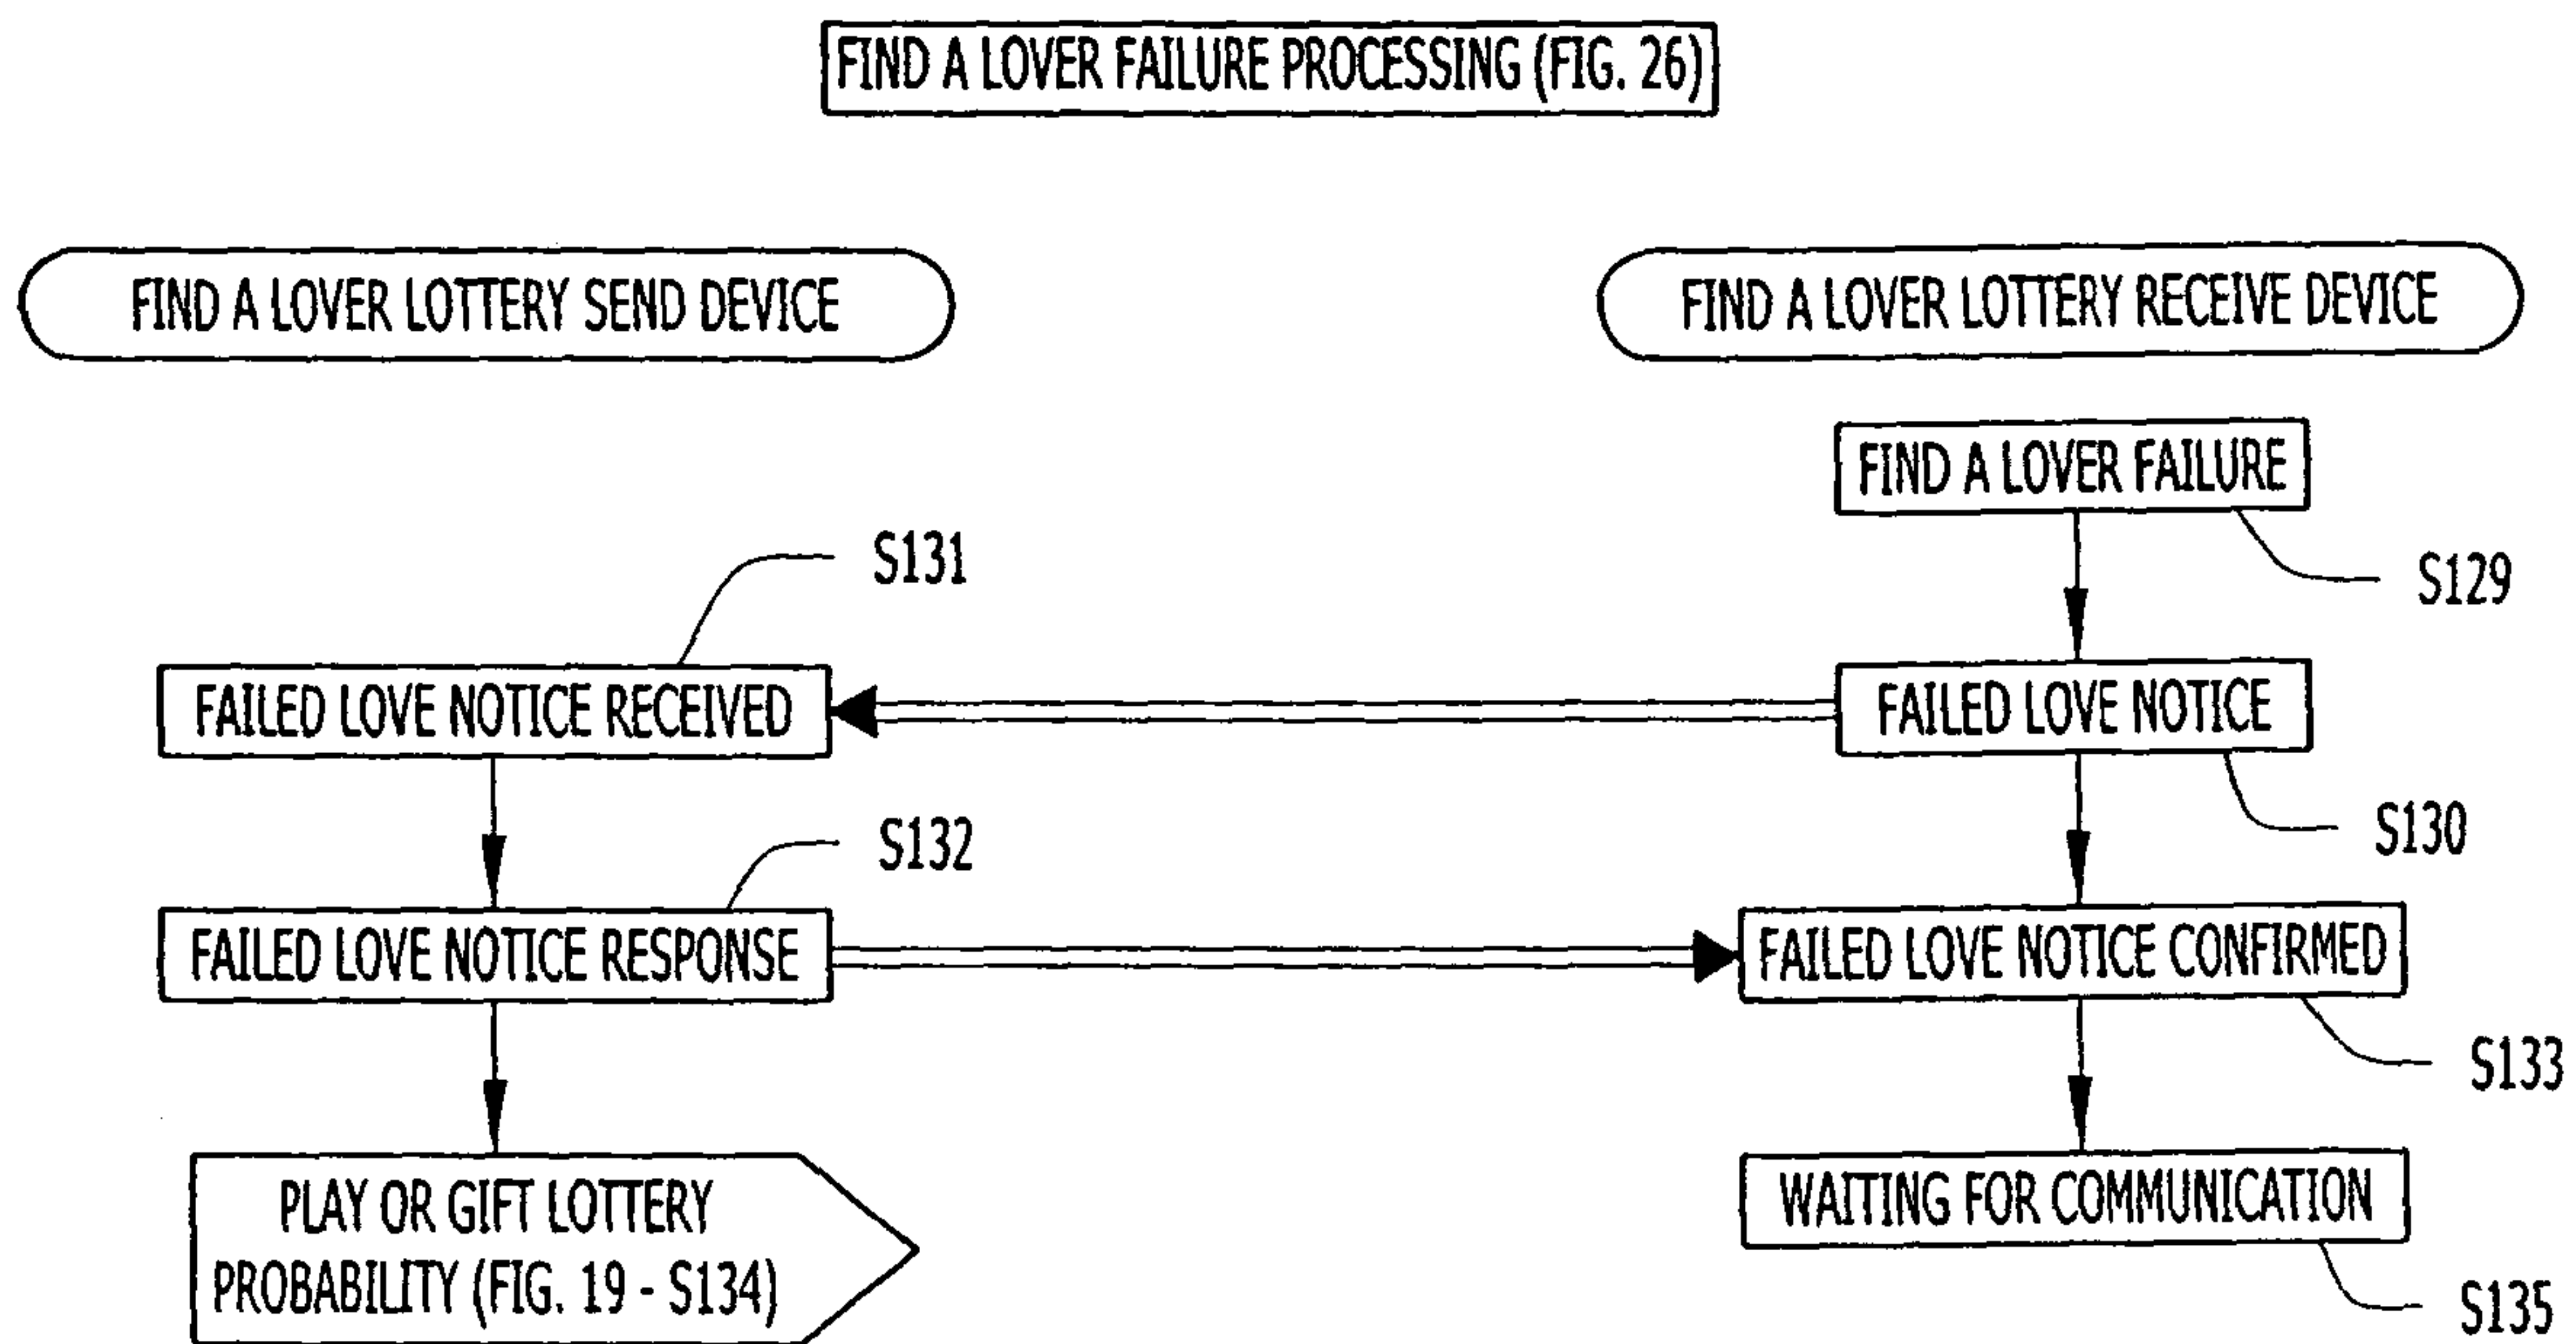 FIND A LOVER FAILURE PROCESSING (FIG. 26)
FIND A LOVER LOTTERY SEND DEVICE
FIND A LOVER LOTTERY RECEIVE DEVICE
FIND A LOVER FAILURE
S131
S129
FAILED LOVE NOTICE RECEIVED
FAILED LOVE NOTICE
S132
S130
FAILED LOVE NOTICE RESPONSE
FAILED LOVE NOTICE CONFIRMED
S133
PLAY OR GIFT LOTTERY
PROBABILITY (FIG. 19 - S134)
WAITING FOR COMMUNICATION
S135